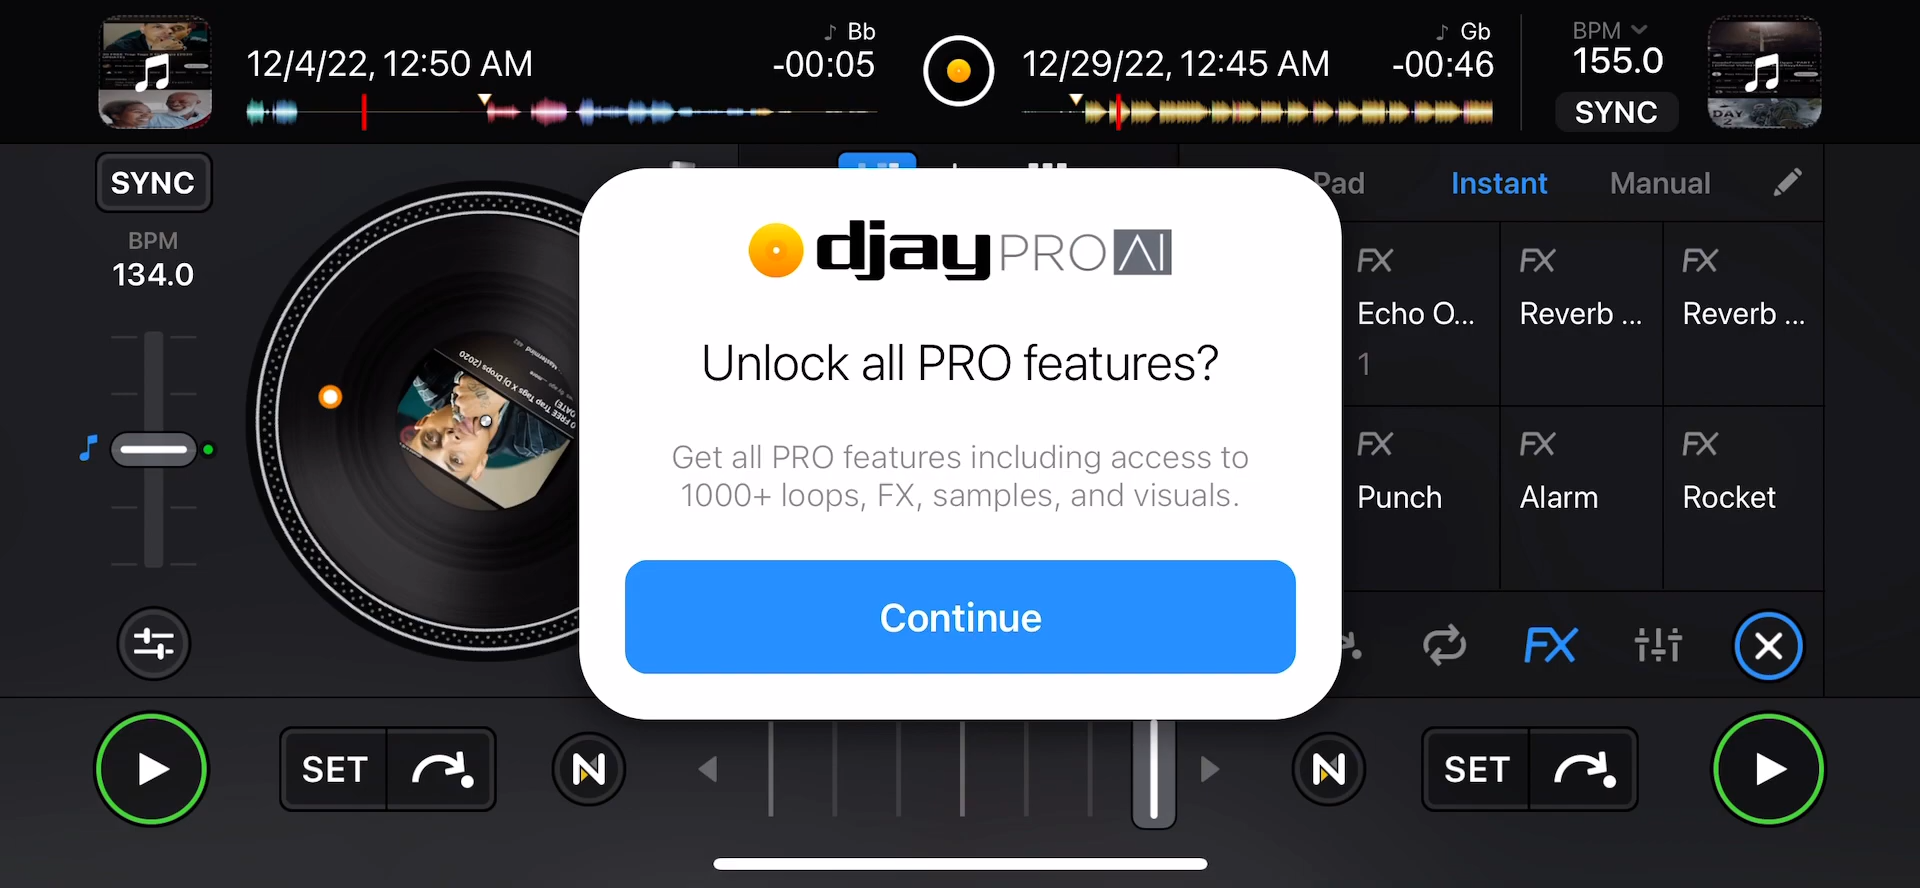 12/4/22, 12:50 AM
♪ Bb
-00:05
12/29/22, 12:45 AM
♪ Gb
-00:46
BPM
155.0
SYNC
DAY
2
SYNC
BPM
134.0
Pad
Instant
Manual
djay PRO AI
Unlock all PRO features?
Get all PRO features including access to
1000+ loops, FX, samples, and visuals.
Continue
FX
Echo O...
1
FX
Reverb ...
FX
Reverb ...
FX
Punch
FX
Alarm
FX
Rocket
FX
SET
N
N
SET